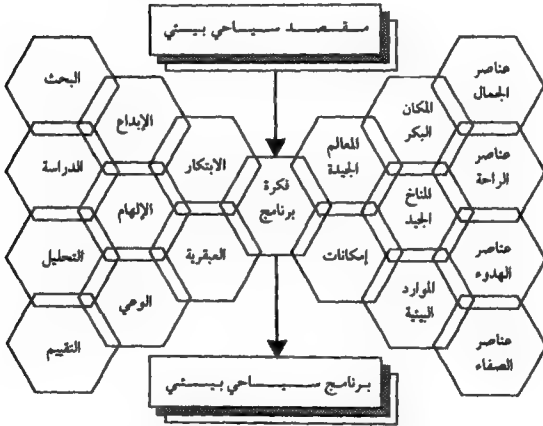 مقصد سياحي بيئي
عناصر
الجمال
عناصر
الراحة
عناصر
الهدوء
عناصر
الصفاء
المكان
البكر
المناخ
الجيد
الموارد
البيئية
المعالم
الجيدة
إمكانات
فكرة
برنامج
الابتكار
العبقرية
الإبداع
الإلهام
الوعي
البحث
الدراسة
التحليل
التقييم
برنامج سياحي بيئي